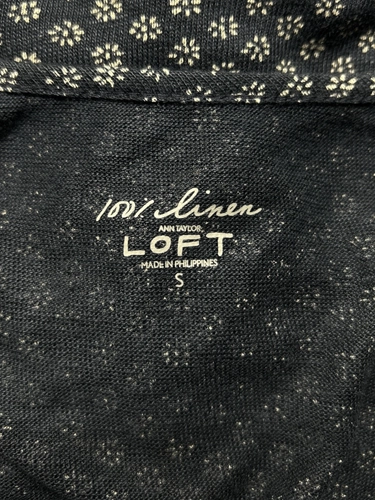 100% linen
ANN TAYLOR
LOFT
MADE IN PHILIPPINES
S